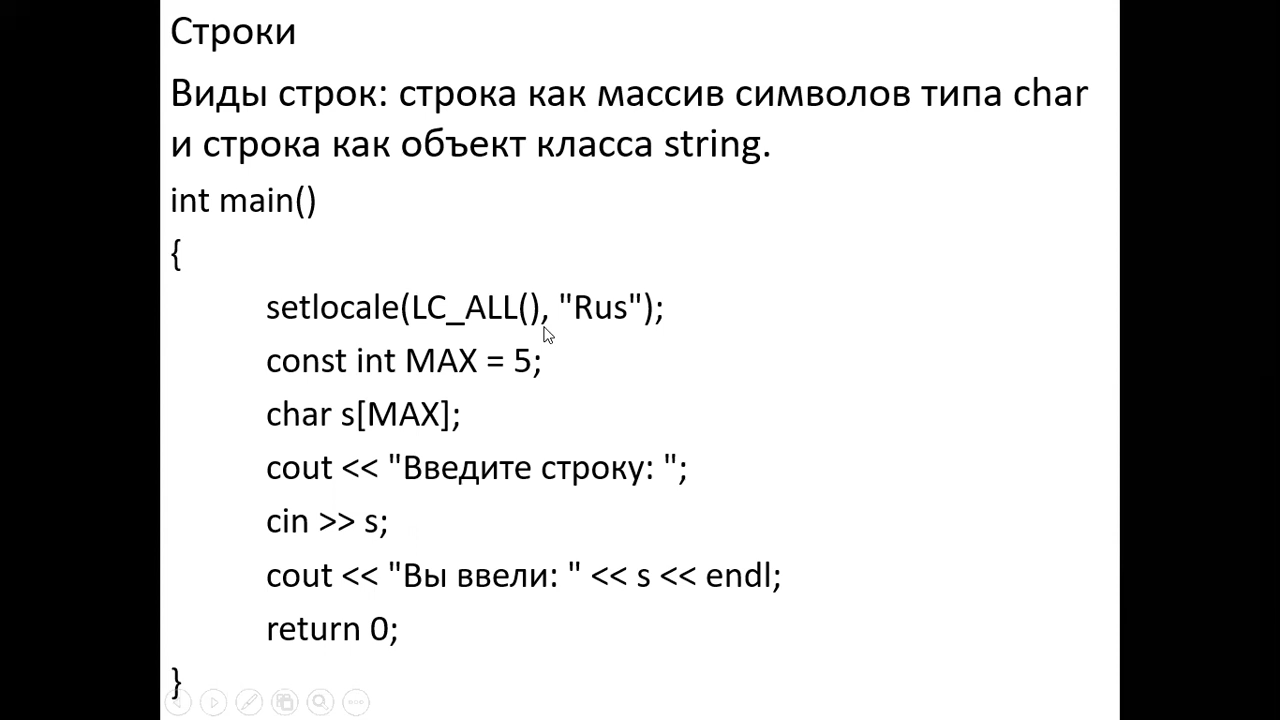 Строки
Виды строк: строка как массив символов типа char
и строка как объект класса string.
int main()
{
setlocale(LC_ALL(), "Rus");
const int MAX = 5;
char s[MAX];
cout << "Введите строку: ";
cin >> s;
cout << "Вы ввели: " << s << endl;
return 0;
}